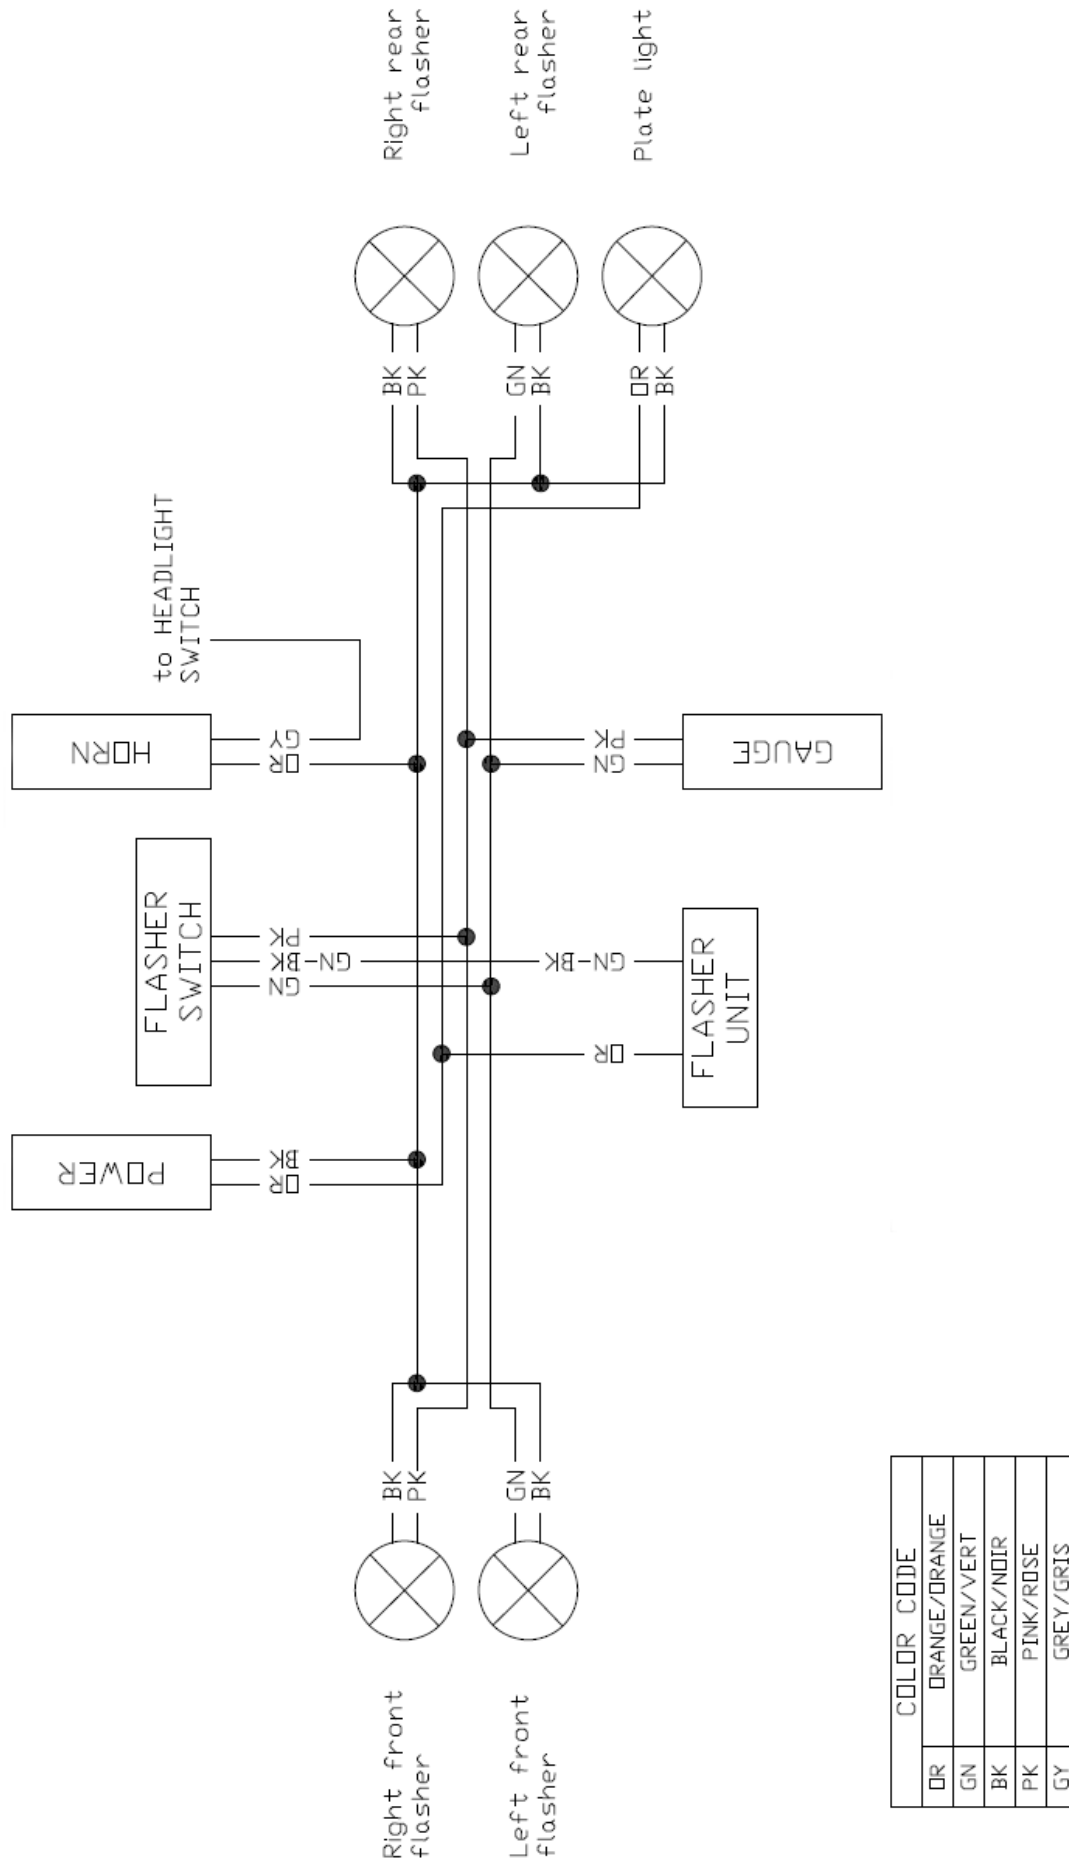 Right rear
flasher
Left rear
flasher
Plate light
BK
PK
GN
BK
OR
BK
to HEADLIGHT
SWITCH
HORN
GY
OR
PK
GN
GAUGE
FLASHER
SWITCH
PK
BK-GN
GN
GN-BK
OR
FLASHER
UNIT
POWER
BK
OR
BK
PK
GN
BK
Right front
flasher
Left front
flasher
COLOR CODE
OR ORANGE/ORANGE
GN GREEN/VERT
BK BLACK/NOIR
PK PINK/ROSE
GY GREY/GRIS